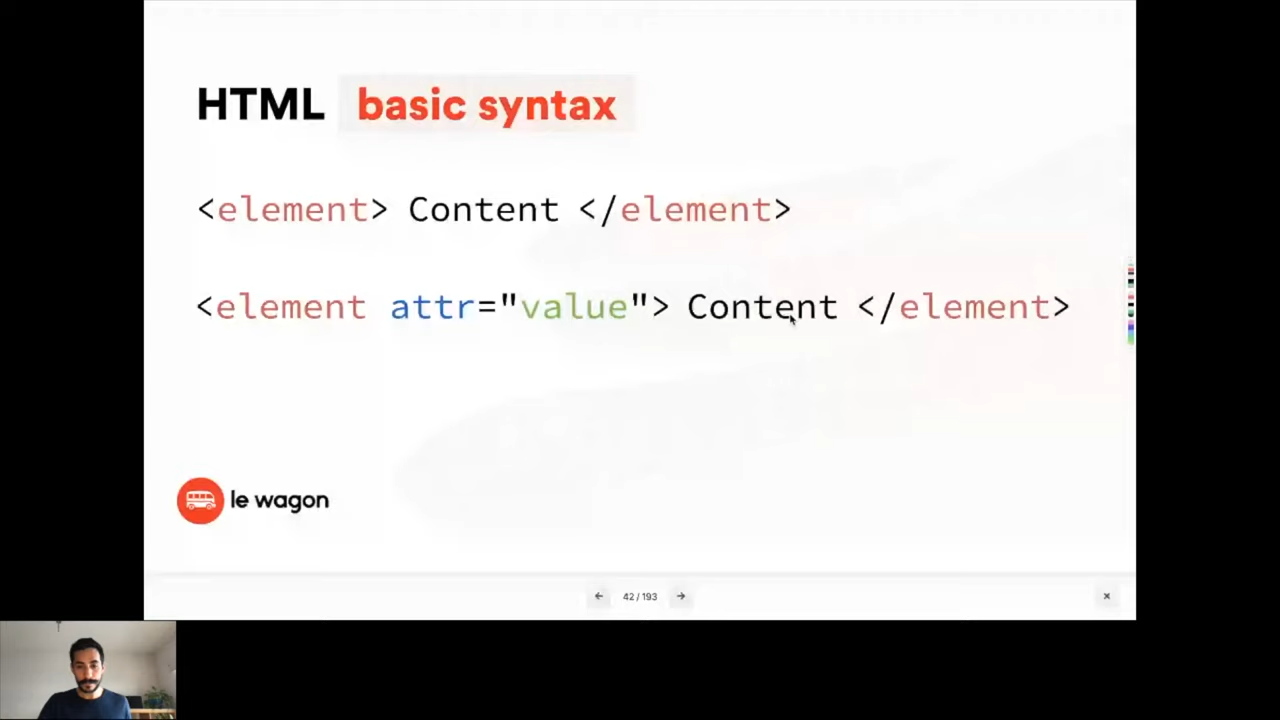 HTML basic syntax
<element> Content </element>
<element attr="value"> Content </element>
le wagon
42 / 193